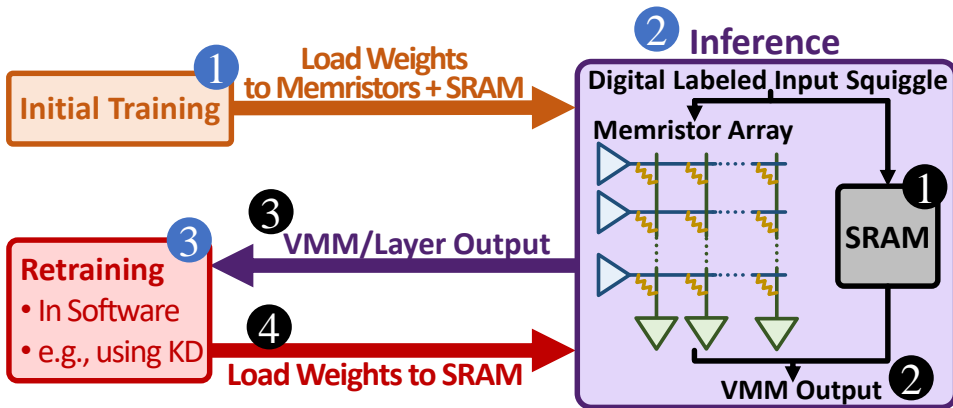 1
Initial Training
Load Weights
to Memristors + SRAM
2
Inference
Digital Labeled Input Squiggle
Memristor Array
1
SRAM
3
VMM/Layer Output
3
Retraining
• In Software
• e.g., using KD
4
Load Weights to SRAM
VMM Output
2